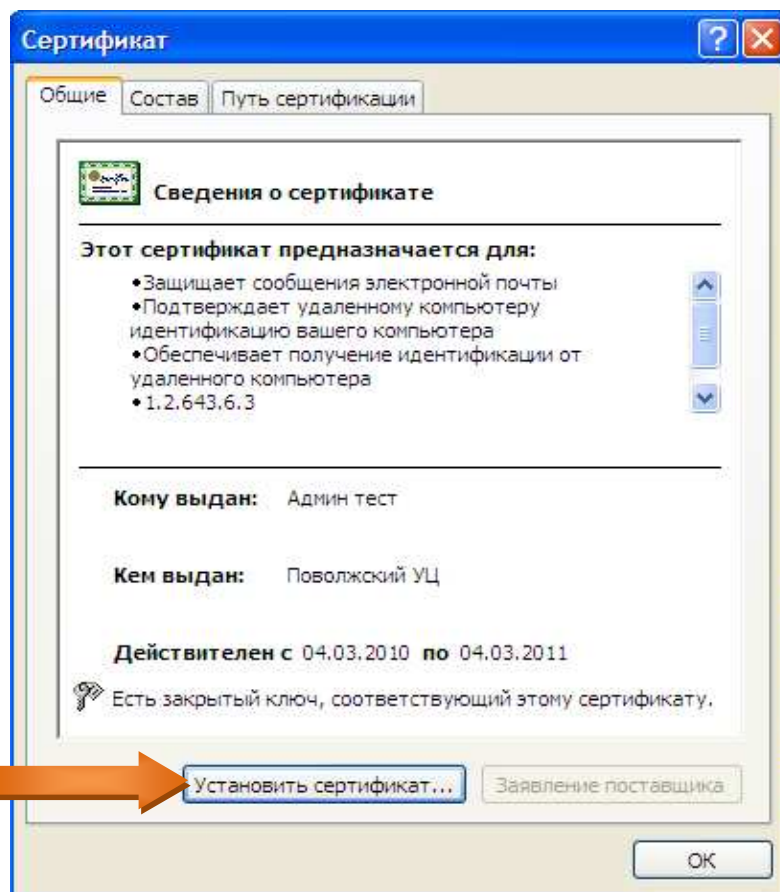 Сертификат
Общие Состав Путь сертификации
Сведения о сертификате
Этот сертификат предназначается для:
•Защищает сообщения электронной почты
•Подтверждает удаленному компьютеру
идентификацию вашего компьютера
•Обеспечивает получение идентификации от
удаленного компьютера
•1.2.643.6.3
Кому выдан: Админ тест
Кем выдан: Поволжский УЦ
Действителен с 04.03.2010 по 04.03.2011
Есть закрытый ключ, соответствующий этому сертификату.
Установить сертификат... Заявление поставщика
ОК